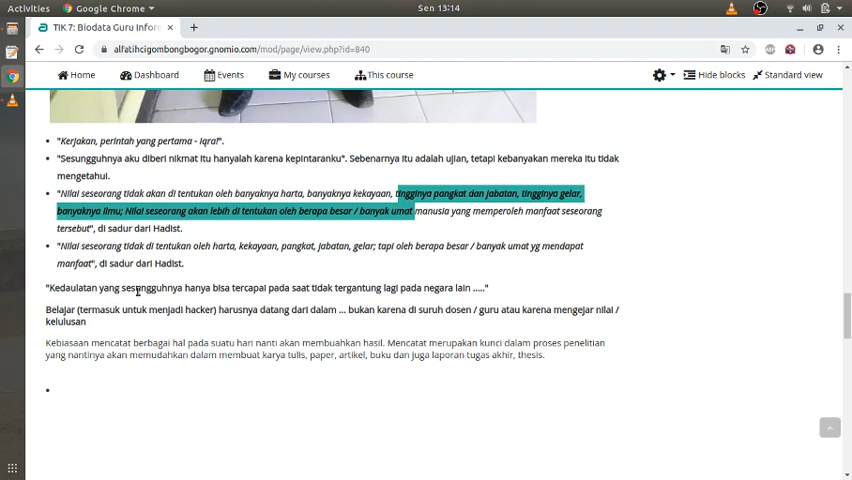 Activities
Google Chrome
Sen 13:14
TIK 7: Biodata Guru Inform
alfatihcigombongbogor.gnomio.com/mod/page/view.php?id=840
Home
Dashboard
Events
My courses
This course
Hide blocks
Standard view
"Kerjakan, perintah yang pertama - Iqra!".
"Sesungguhnya aku diberi nikmat itu hanyalah karena kepintaranku". Sebenarnya itu adalah ujian, tetapi kebanyakan mereka itu tidak
mengetahui.
"Nilai seseorang tidak akan di tentukan oleh banyaknya harta, banyaknya kekayaan, tingginya pangkat dan jabatan, tingginya gelar,
banyaknya ilmu; Nilai seseorang akan lebih di tentukan oleh berapa besar / banyak umat manusia yang memperoleh manfaat seseorang
tersebut", di sadur dari Hadist.
"Nilai seseorang tidak di tentukan oleh harta, kekayaan, pangkat, jabatan, gelar; tapi oleh berapa besar / banyak umat yg mendapat
manfaat", di sadur dari Hadist.
"Kedaulatan yang sesungguhnya hanya bisa tercapai pada saat tidak tergantung lagi pada negara lain ....."
Belajar (termasuk untuk menjadi hacker) harusnya datang dari dalam ... bukan karena di suruh dosen / guru atau karena mengejar nilai /
kelulusan
Kebiasaan mencatat berbagai hal pada suatu hari nanti akan membuahkan hasil. Mencatat merupakan kunci dalam proses penelitian
yang nantinya akan memudahkan dalam membuat karya tulis, paper, artikel, buku dan juga laporan tugas akhir, thesis.